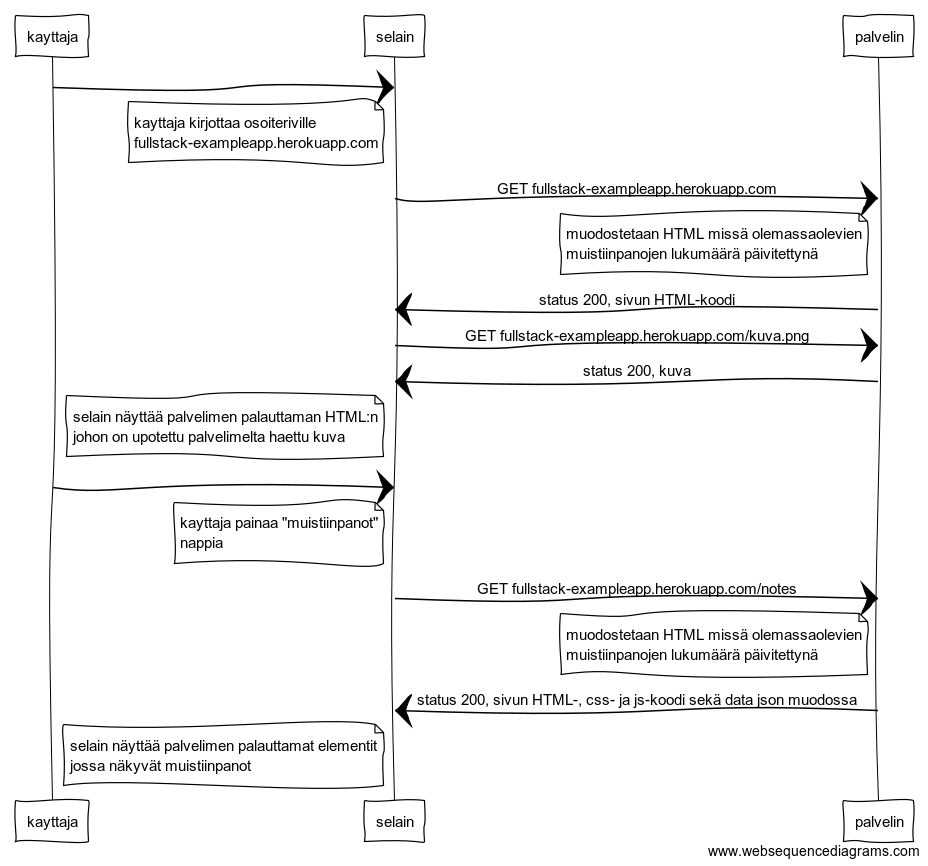 kayttaja
selain
palvelin
kayttaja kirjottaa osoiteriville
fullstack-exampleapp.herokuapp.com
GET fullstack-exampleapp.herokuapp.com
muodostetaan HTML missä olemassaolevien
muistiinpanojen lukumäärä päivitettynä
status 200, sivun HTML-koodi
GET fullstack-exampleapp.herokuapp.com/kuva.png
status 200, kuva
selain näyttää palvelimen palauttaman HTML:n
johon on upotettu palvelimelta haettu kuva
kayttaja painaa "muistiinpanot"
nappia
GET fullstack-exampleapp.herokuapp.com/notes
muodostetaan HTML missä olemassaolevien
muistiinpanojen lukumäärä päivitettynä
status 200, sivun HTML-, css- ja js-koodi sekä data json muodossa
selain näyttää palvelimen palauttamat elementit
jossa näkyvät muistiinpanot
kayttaja
selain
palvelin
www.websequencediagrams.com